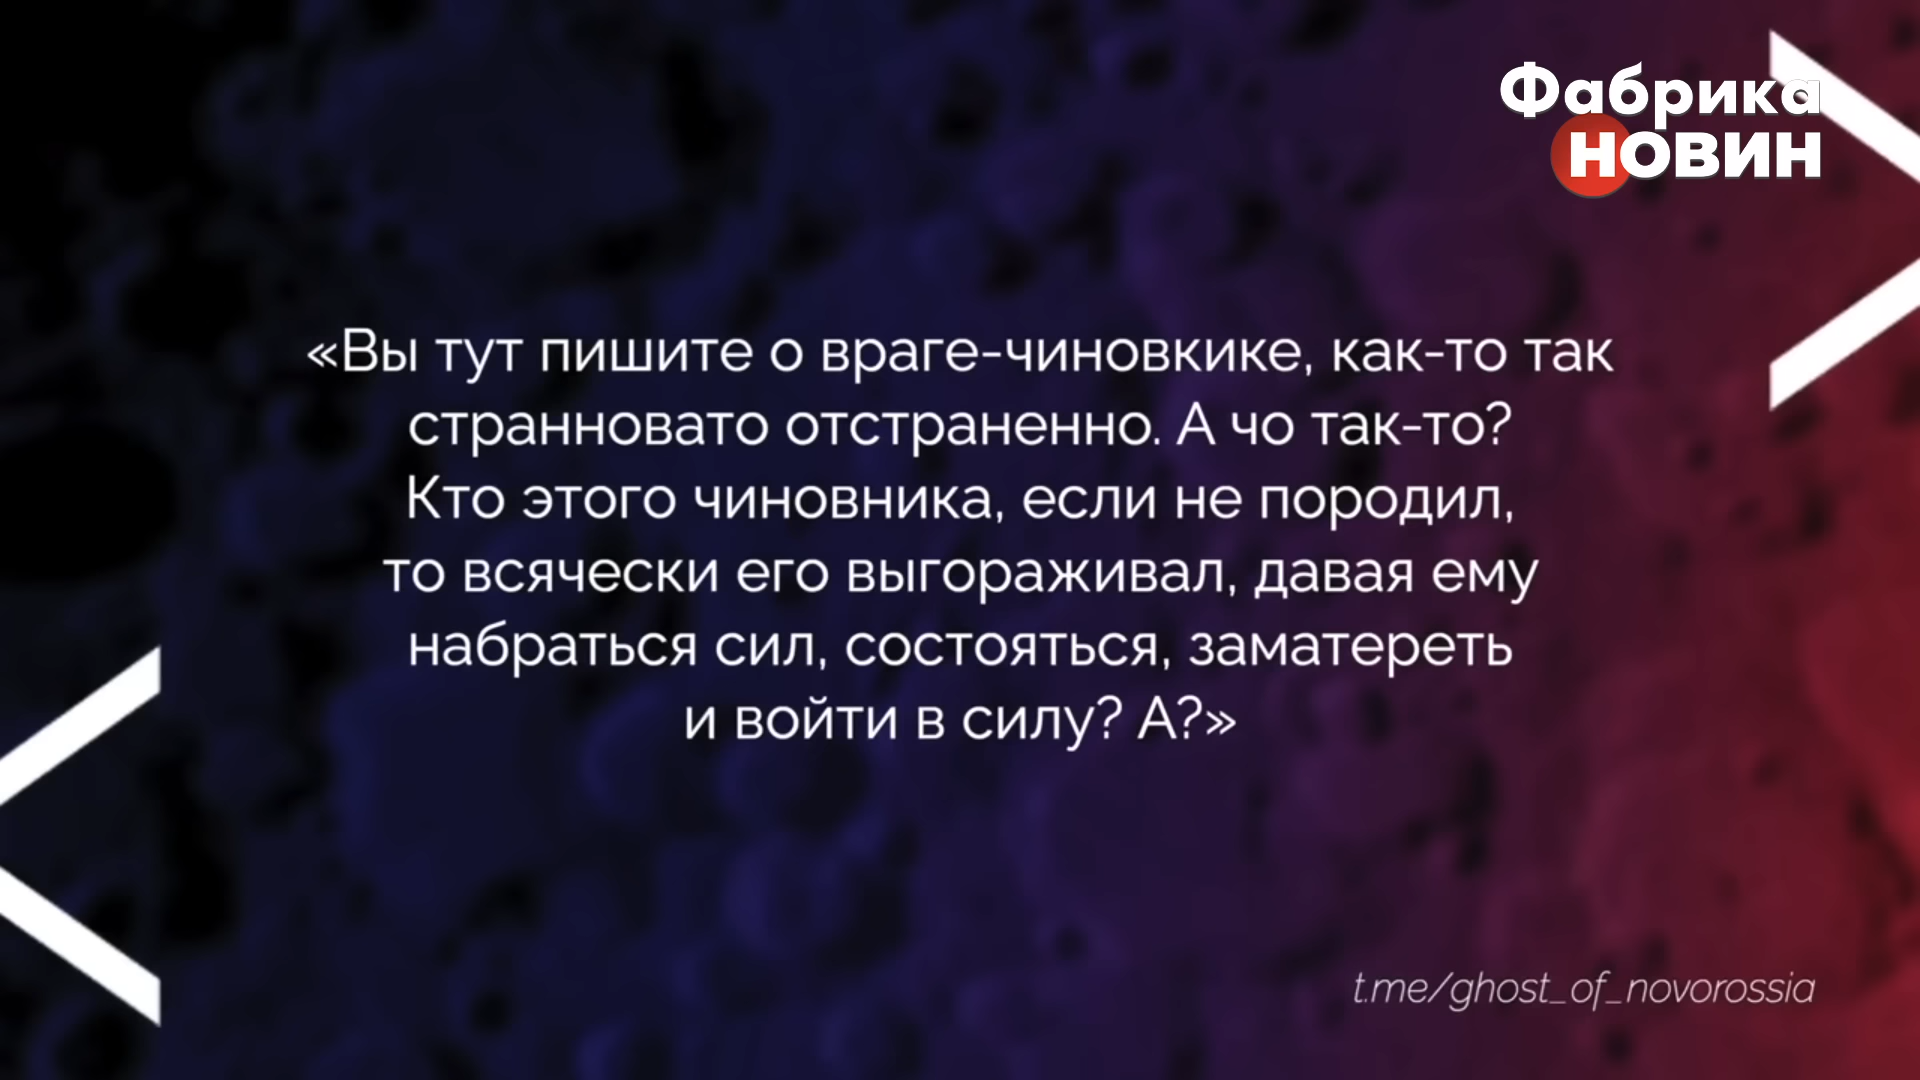 Фабрика
новин
«Вы тут пишите о враге-чиновкике, как-то так
странновато отстраненно. А чо так-то?
Кто этого чиновника, если не породил,
то всячески его выгораживал, давая ему
набраться сил, состояться, заматереть
и войти в силу? А?»
t.me/ghost_of_novorossia